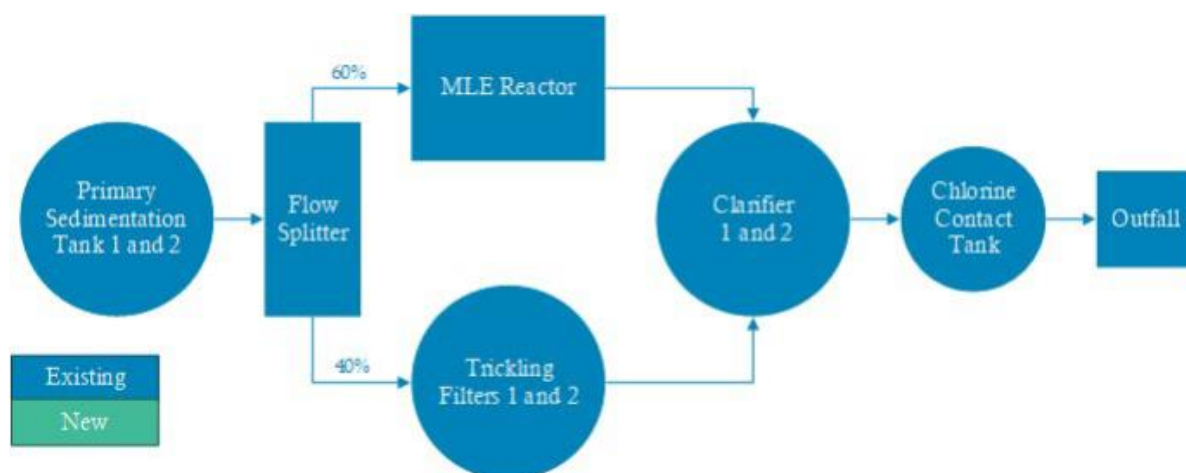 60%
MLE Reactor
Primary
Sedimentation
Tank 1 and 2
Flow
Splitter
Clarifier
1 and 2
Chlorine
Contact
Tank
Outfall
40%
Trickling
Filters 1 and 2
Existing
New